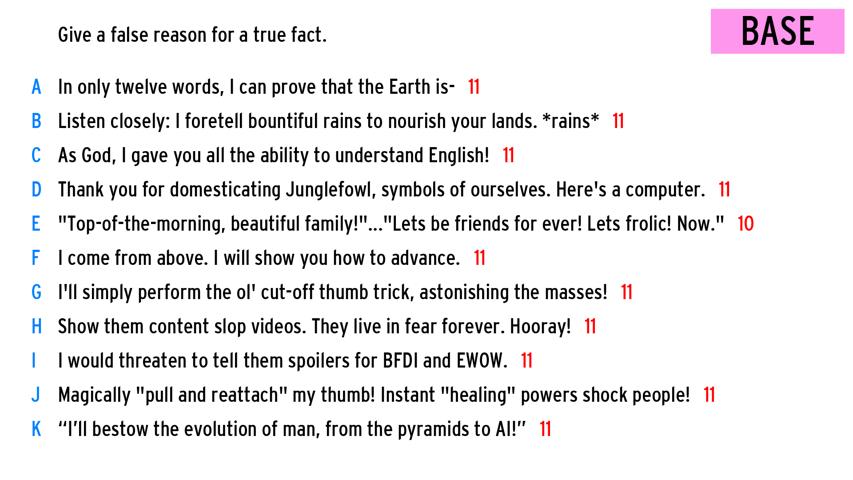 Give a false reason for a true fact.
BASE
A In only twelve words, I can prove that the Earth is- 11
B Listen closely: I foretell bountiful rains to nourish your lands. *rains* 11
C As God, I gave you all the ability to understand English! 11
D Thank you for domesticating Junglefowl, symbols of ourselves. Here's a computer. 11
E "Top-of-the-morning, beautiful family!"..."Lets be friends for ever! Lets frolic! Now." 10
F I come from above. I will show you how to advance. 11
G I'll simply perform the ol' cut-off thumb trick, astonishing the masses! 11
H Show them content slop videos. They live in fear forever. Hooray! 11
I I would threaten to tell them spoilers for BFDI and EWOW. 11
J Magically "pull and reattach" my thumb! Instant "healing" powers shock people! 11
K “I’ll bestow the evolution of man, from the pyramids to AI!” 11